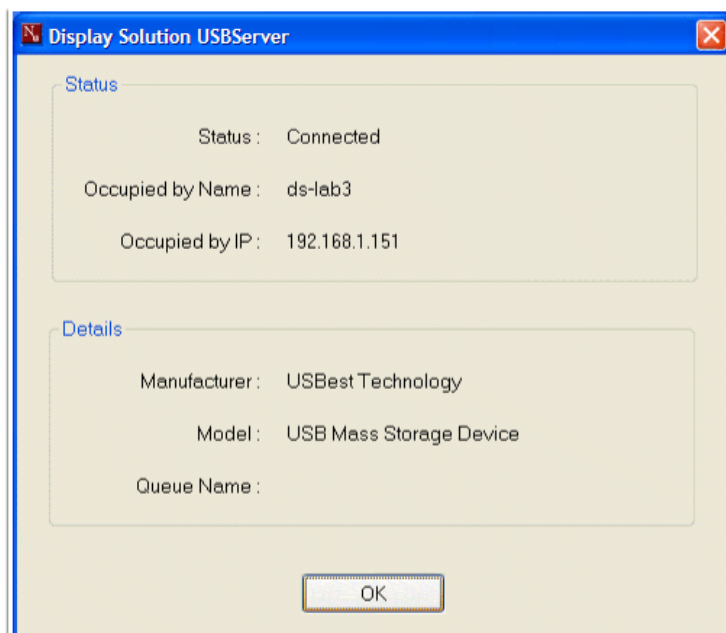 Display Solution USBServer
Status
Status : Connected
Occupied by Name : ds-lab3
Occupied by IP : 192.168.1.151
Details
Manufacturer : USBest Technology
Model : USB Mass Storage Device
Queue Name :
OK